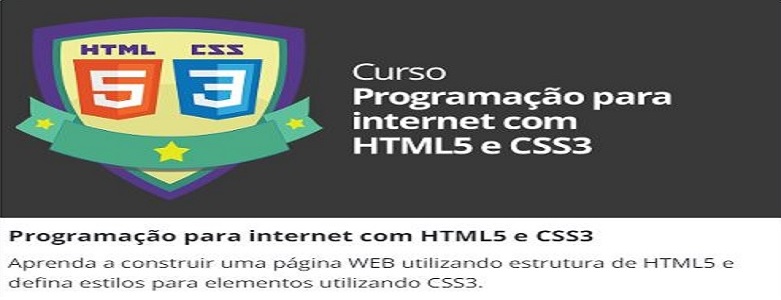 HTML CSS
5 3
Curso
Programação para
internet com
HTML5 e CSS3
Programação para internet com HTML5 e CSS3
Aprenda a construir uma página WEB utilizando estrutura de HTML5 e
defina estilos para elementos utilizando CSS3.